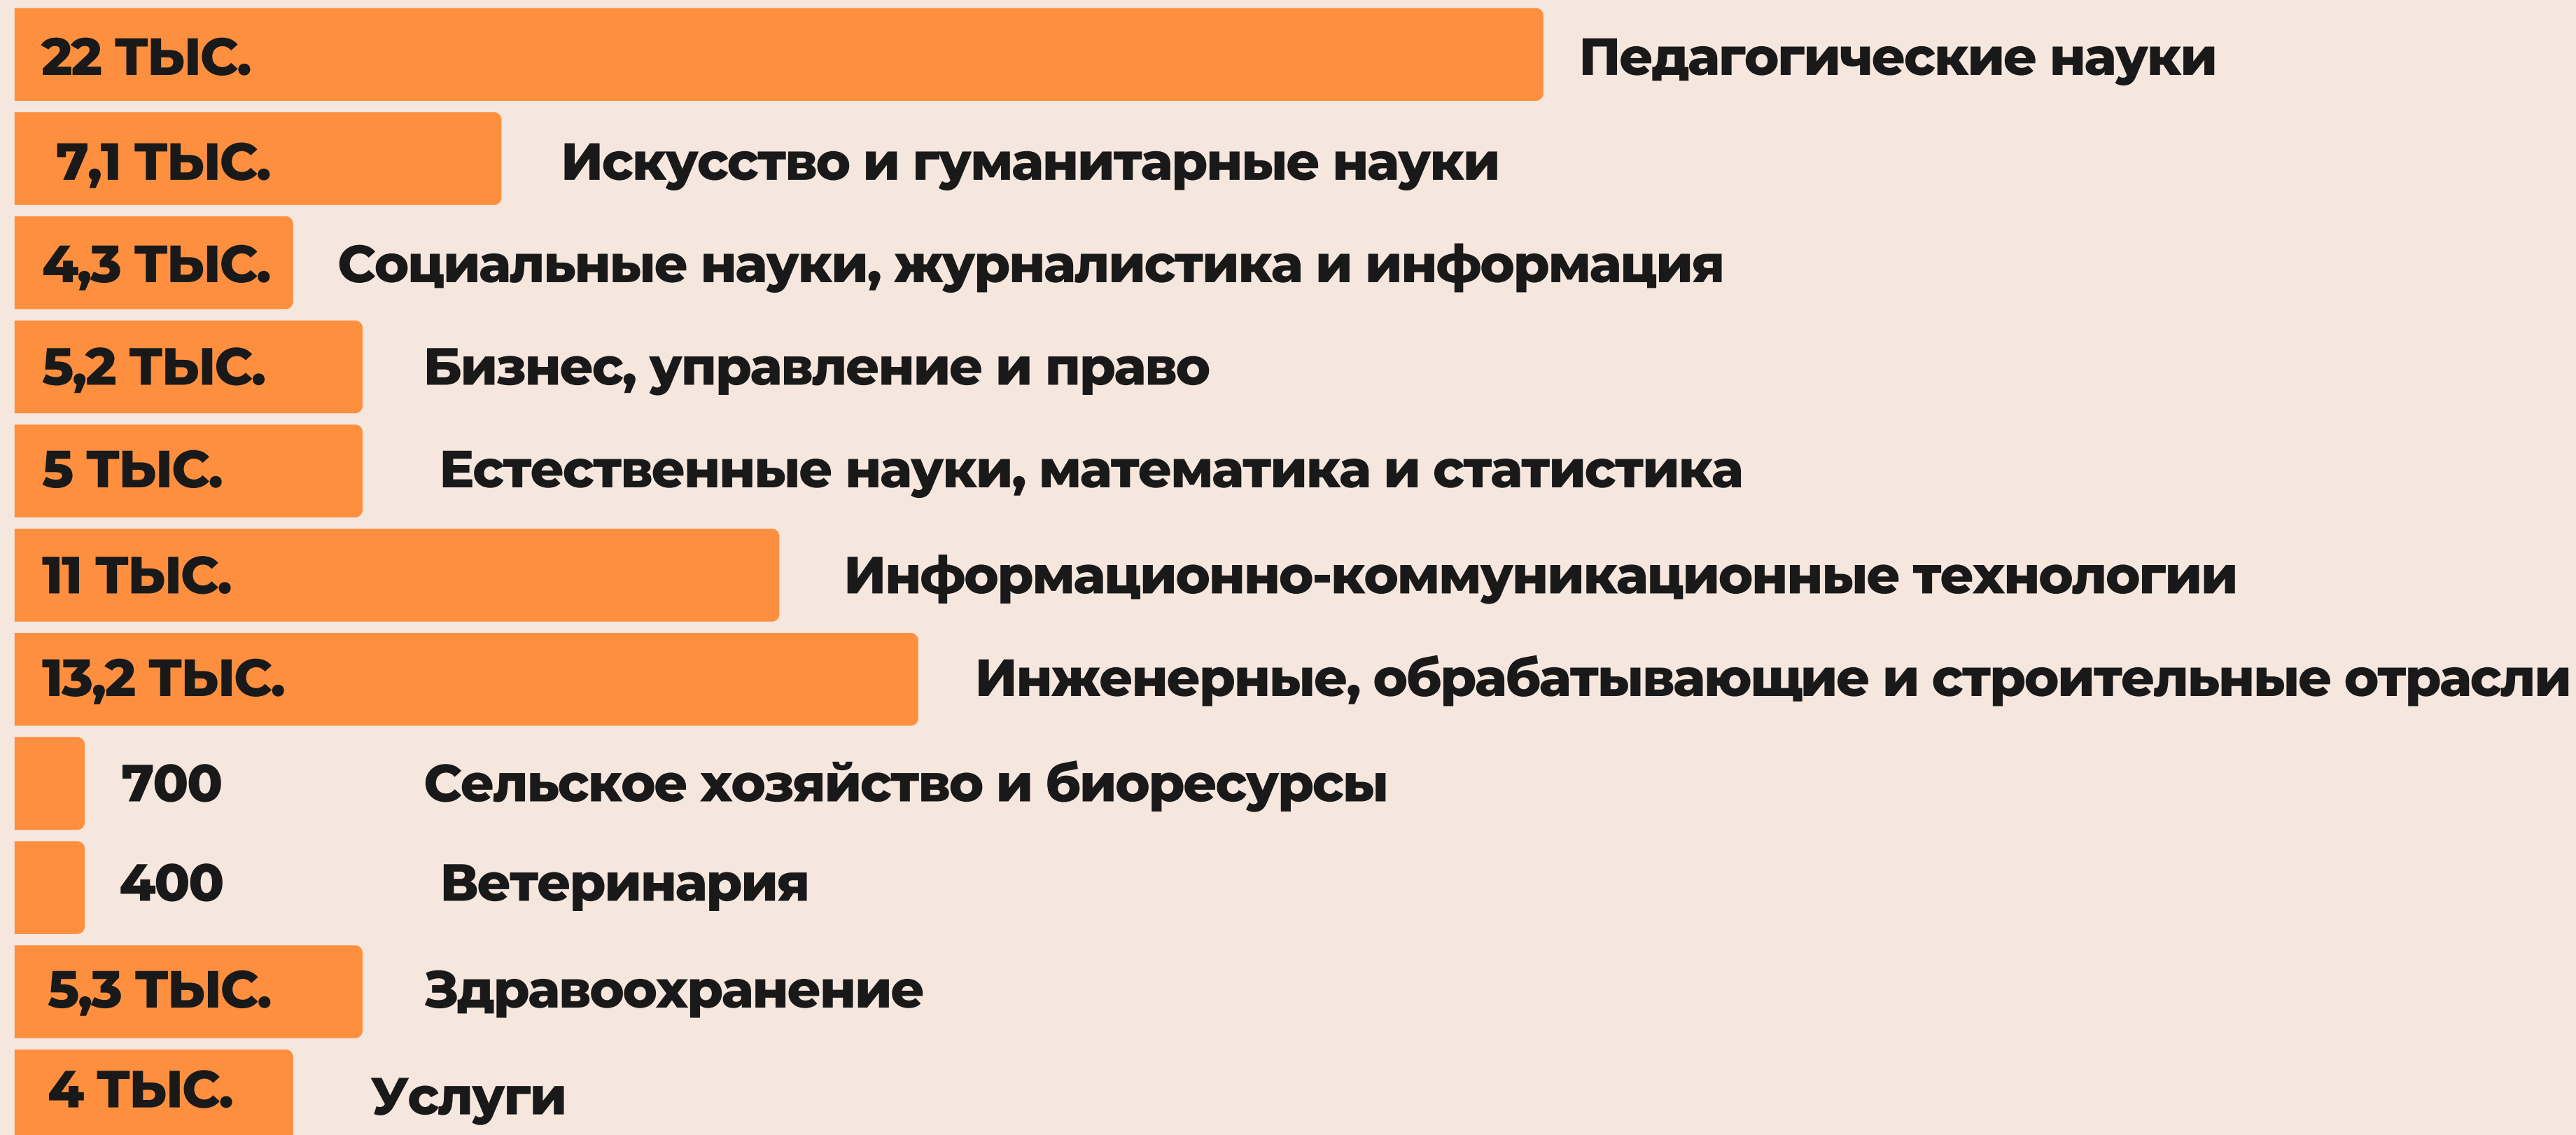 22 ТЫС. Педагогические науки
7,1 ТЫС. Искусство и гуманитарные науки
4,3 ТЫС. Социальные науки, журналистика и информация
5,2 ТЫС. Бизнес, управление и право
5 ТЫС. Естественные науки, математика и статистика
11 ТЫС. Информационно-коммуникационные технологии
13,2 ТЫС. Инженерные, обрабатывающие и строительные отрасли
700 Сельское хозяйство и биоресурсы
400 Ветеринария
5,3 ТЫС. Здравоохранение
4 ТЫС. Услуги